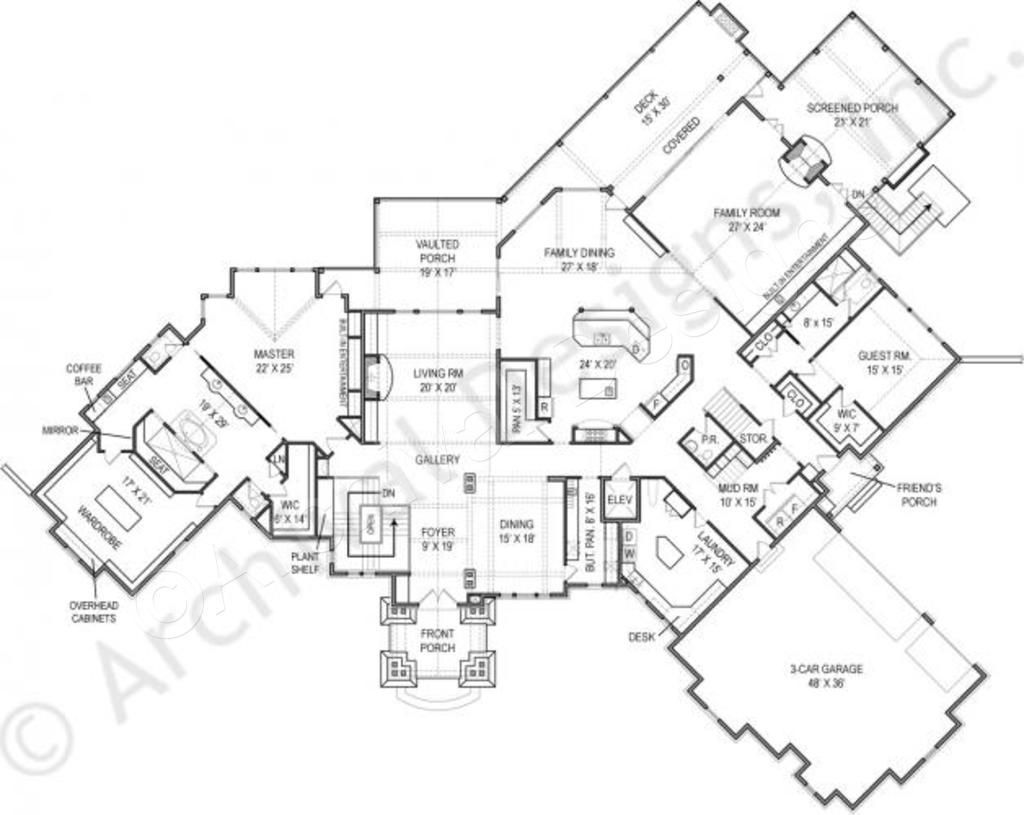 DECK
15' X 30'
COVERED
SCREENED PORCH
21' X 21'
DN
FAMILY ROOM
27' X 24'
BUILT-IN ENTERTAINMENT
VAULTED
PORCH
19' X 17'
FAMILY DINING
27' X 18'
MASTER
22' X 25'
BUILT-IN ENTERTAINMENT
LIVING RM
20' X 20'
PAN 5' X 13'
R
24' X 20'
D
O
F
CLO
8' x 15'
GUEST RM.
15' X 15'
CLO
WIC
9' X 7'
COFFEE
BAR
SEAT
MIRROR
19' X 29'
SEAT
17' X 21'
WARDROBE
LN
WIC
6' X 14'
PLANT
SHELF
OVERHEAD
CABINETS
GALLERY
DN
OPEN
FOYER
9' X 19'
DINING
15' X 18'
BUT. PAN. 8' X 16'
ELEV
P.R.
STOR.
MUD RM
10' X 15'
R
F
FRIEND'S
PORCH
D
W
LAUNDRY
17' X 15'
DESK
FRONT
PORCH
3-CAR GARAGE
48' X 36'
© Archival Designs, Inc.